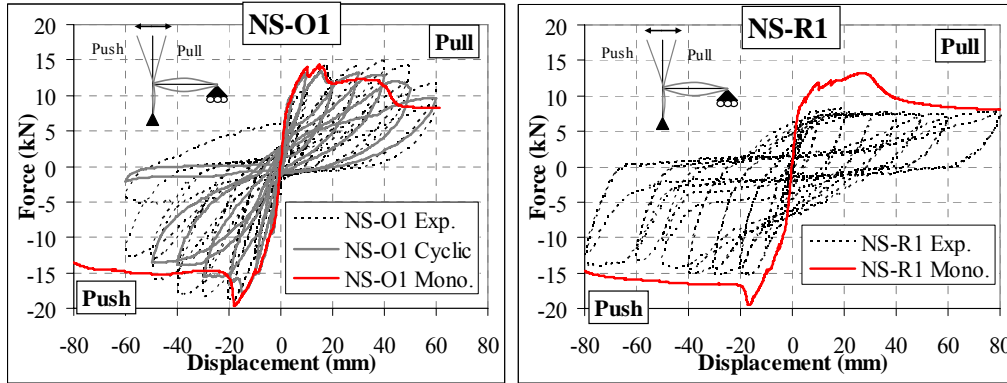 NS-O1
Pull
Push
Pull
20
15
10
5
0
-5
-10
-15
-20
Force (kN)
NS-O1 Exp.
NS-O1 Cyclic
NS-O1 Mono.
Push
-80 -60 -40 -20 0 20 40 60 80
Displacement (mm)
NS-R1
Pull
Push
Pull
20
15
10
5
0
-5
-10
-15
-20
Force (kN)
NS-R1 Exp.
NS-R1 Mono.
Push
-80 -60 -40 -20 0 20 40 60 80
Displacement (mm)